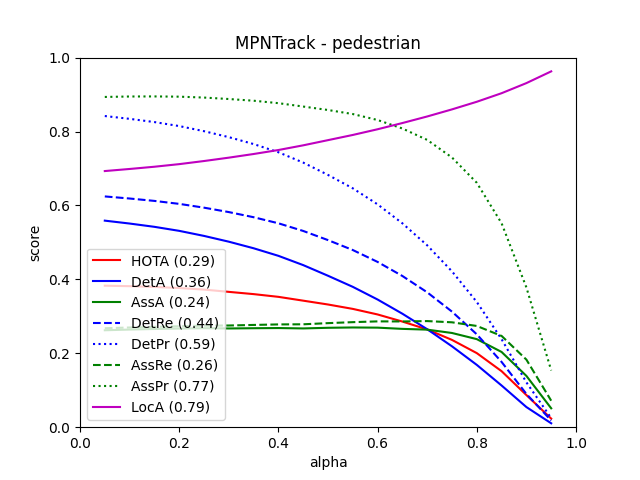 MPNTrack - pedestrian
1.0
0.8
0.6
0.4
0.2
0.0
score
HOTA (0.29)
DetA (0.36)
AssA (0.24)
DetRe (0.44)
DetPr (0.59)
AssRe (0.26)
AssPr (0.77)
LocA (0.79)
0.0 0.2 0.4 0.6 0.8 1.0
alpha